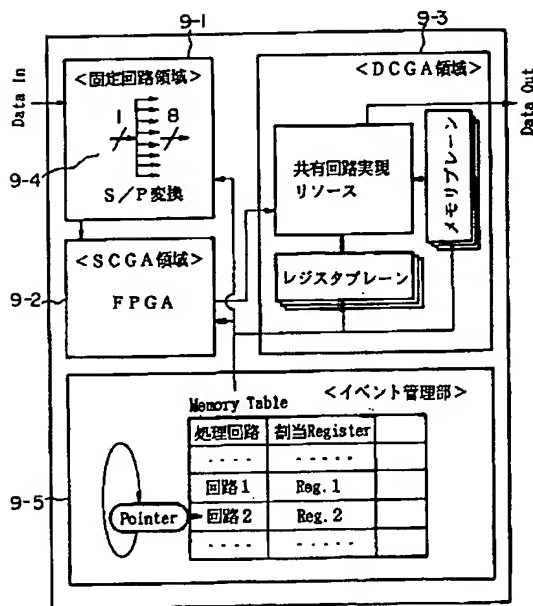 9-1
9-3
<固定回路領域>
1 8
S/P変換
9-4
Data In
<DCGA領域>
共有回路実現
リソース
メモリプレーン
レジスタプレーン
Data Out
<SCGA領域>
FPGA
9-2
<イベント管理部>
Memory Table
処理回路 割当Register
. . . . . . . . .
回路1 Reg.1
回路2 Reg.2
. . . . . . . . .
Pointer
9-5